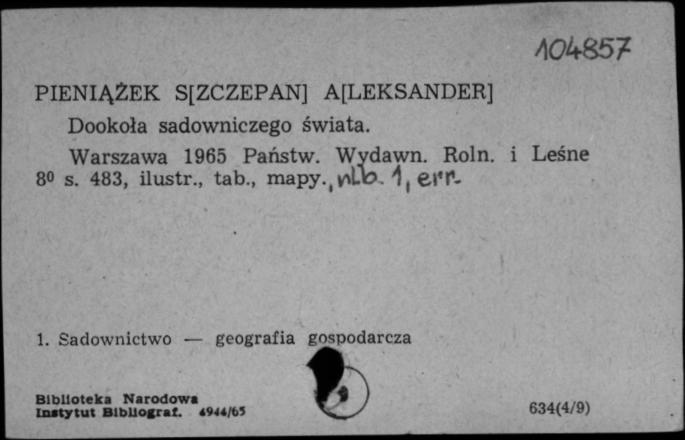 104857
PIENIĄŻEK S[ZCZEPAN] A[LEKSANDER]
Dookoła sadowniczego świata.
Warszawa 1965 Państw. Wydawn. Roln. i Leśne
8⁰ s. 483, ilustr., tab., mapy., nlb. 1, err.
1. Sadownictwo — geografia gospodarcza
Biblioteka Narodowa
Instytut Bibliograf. 4944/65
634(4/9)